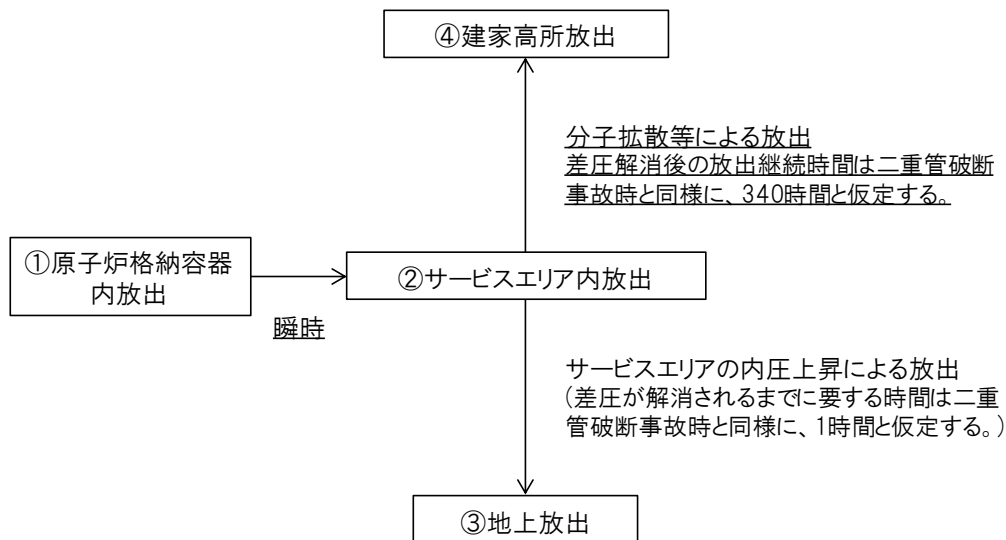 ④建家高所放出
分子拡散等による放出
差圧解消後の放出継続時間は二重管破断
事故時と同様に、340時間と仮定する。
①原子炉格納容器
内放出
②サービスエリア内放出
瞬時
サービスエリアの内圧上昇による放出
(差圧が解消されるまでに要する時間は二重
管破断事故時と同様に、1時間と仮定する。)
③地上放出